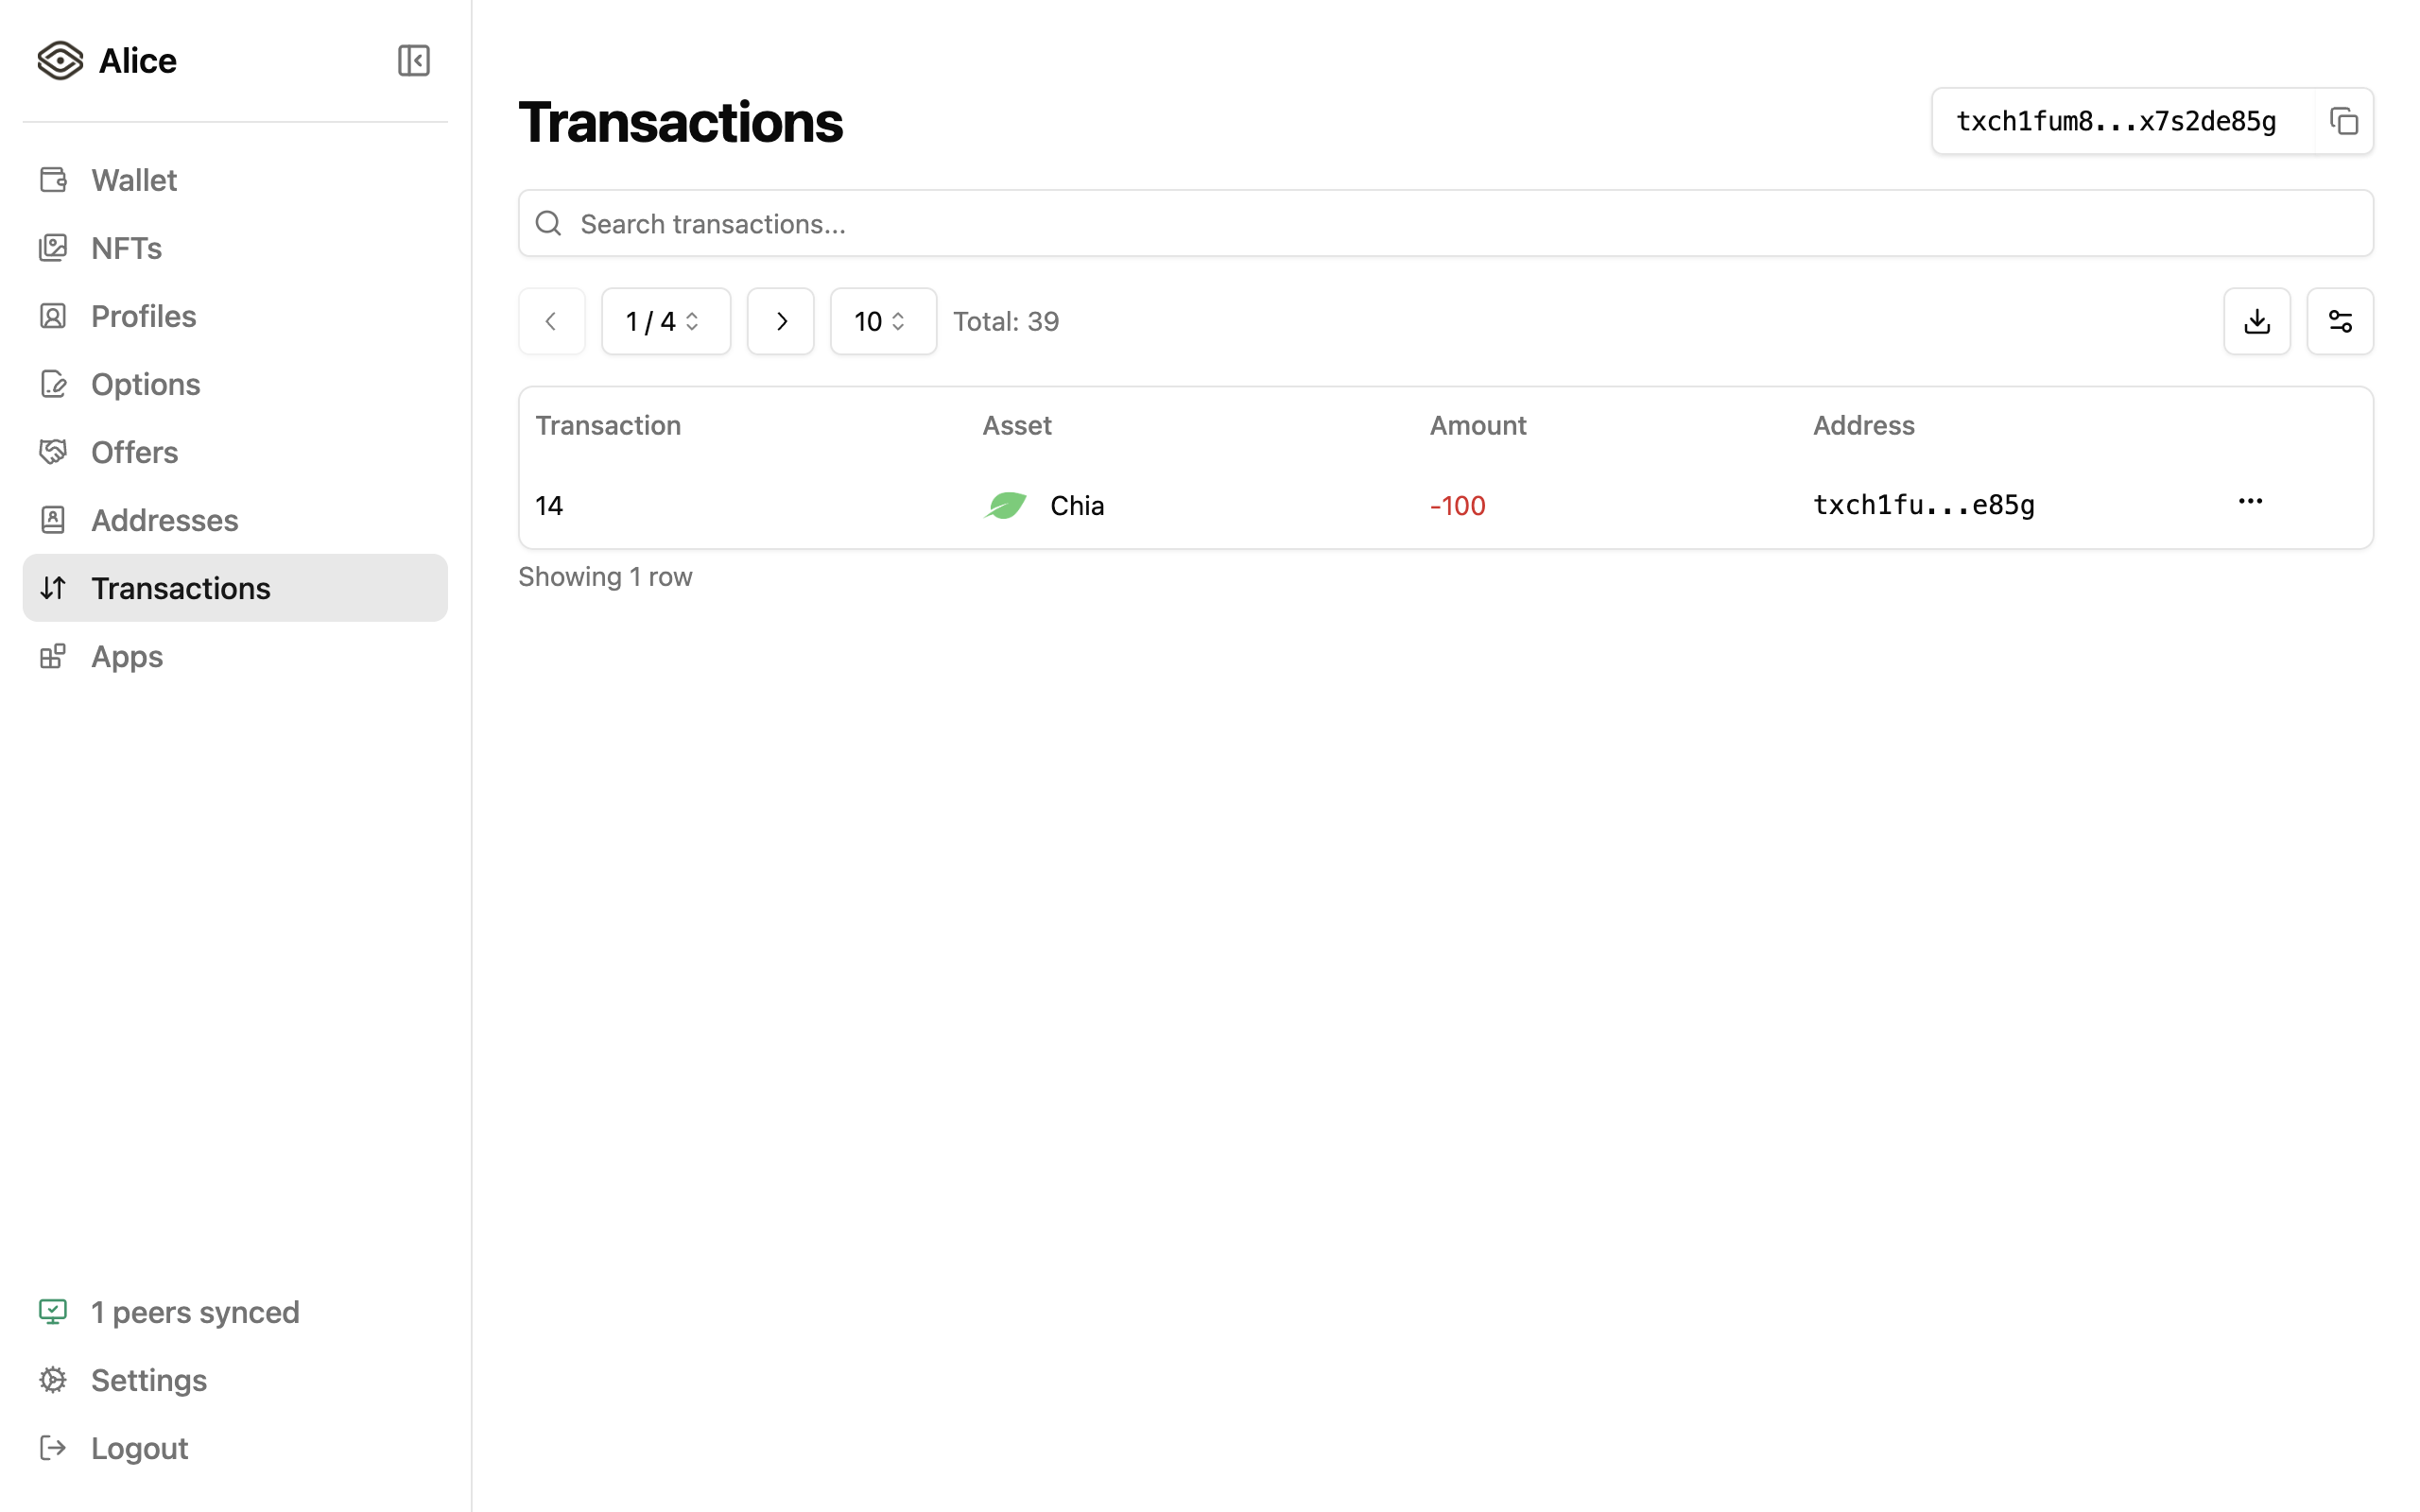 Alice
Wallet
NFTs
Profiles
Options
Offers
Addresses
Transactions
Apps
1 peers synced
Settings
Logout
Transactions
txch1fum8...x7s2de85g
Search transactions...
1 / 4
10
Total: 39
Transaction Asset Amount Address
14 Chia -100 txch1fu...e85g
Showing 1 row